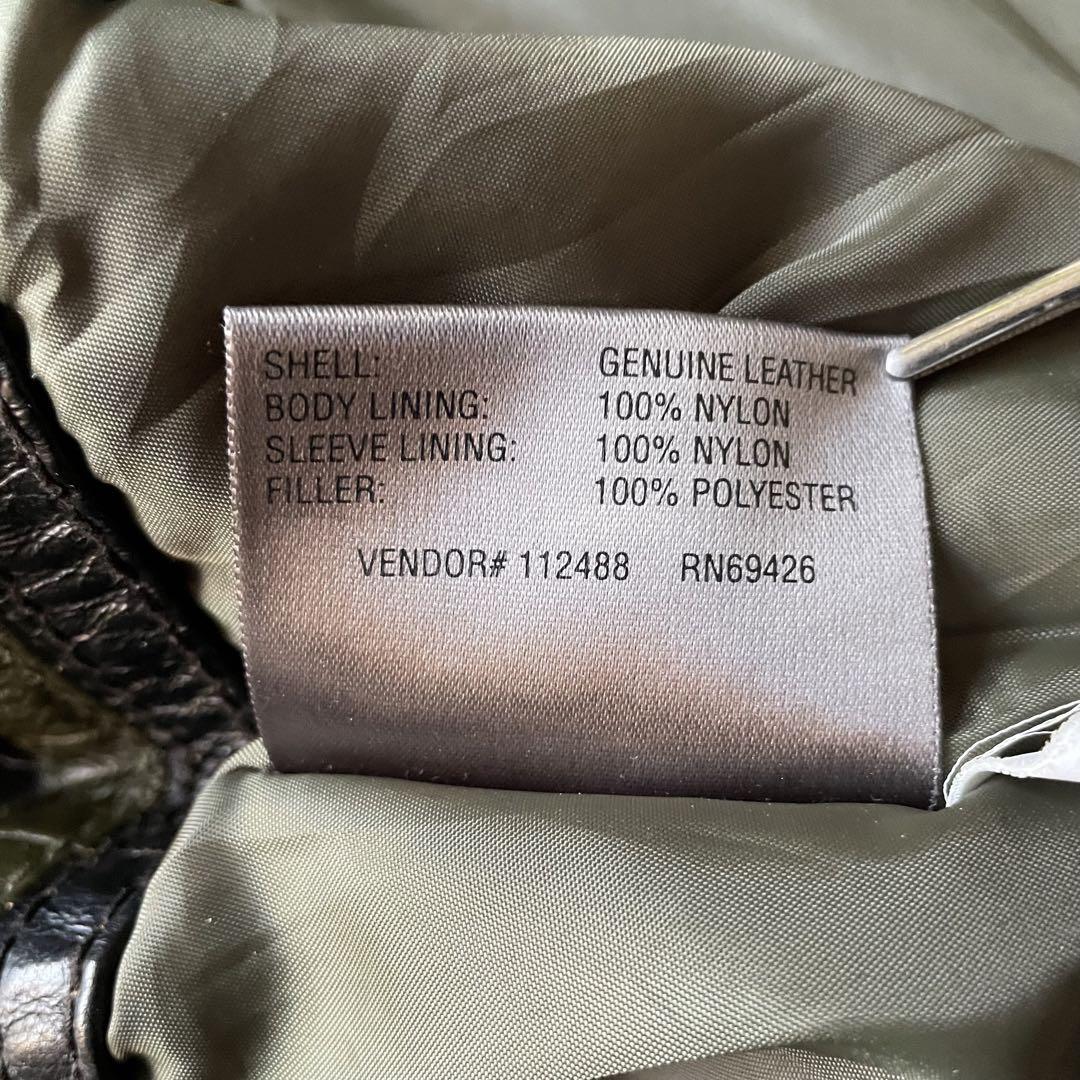 SHELL: GENUINE LEATHER
BODY LINING: 100% NYLON
SLEEVE LINING: 100% NYLON
FILLER: 100% POLYESTER
VENDOR# 112488 RN69426